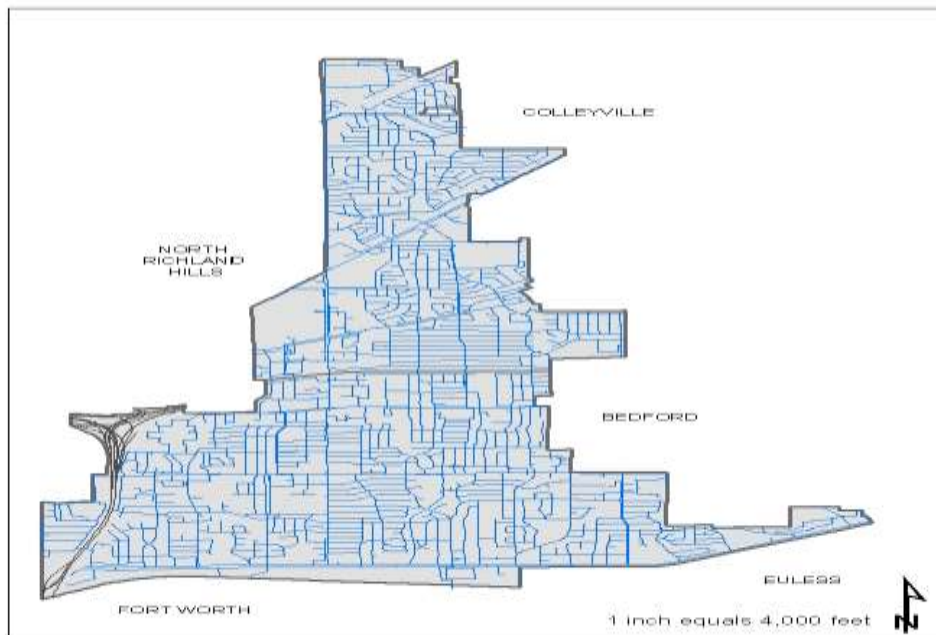 COLLEYVILLE
NORTH
RICHLAND
HILLS
BEDFORD
EULESS
FORT WORTH
1 inch equals 4,000 feet
N